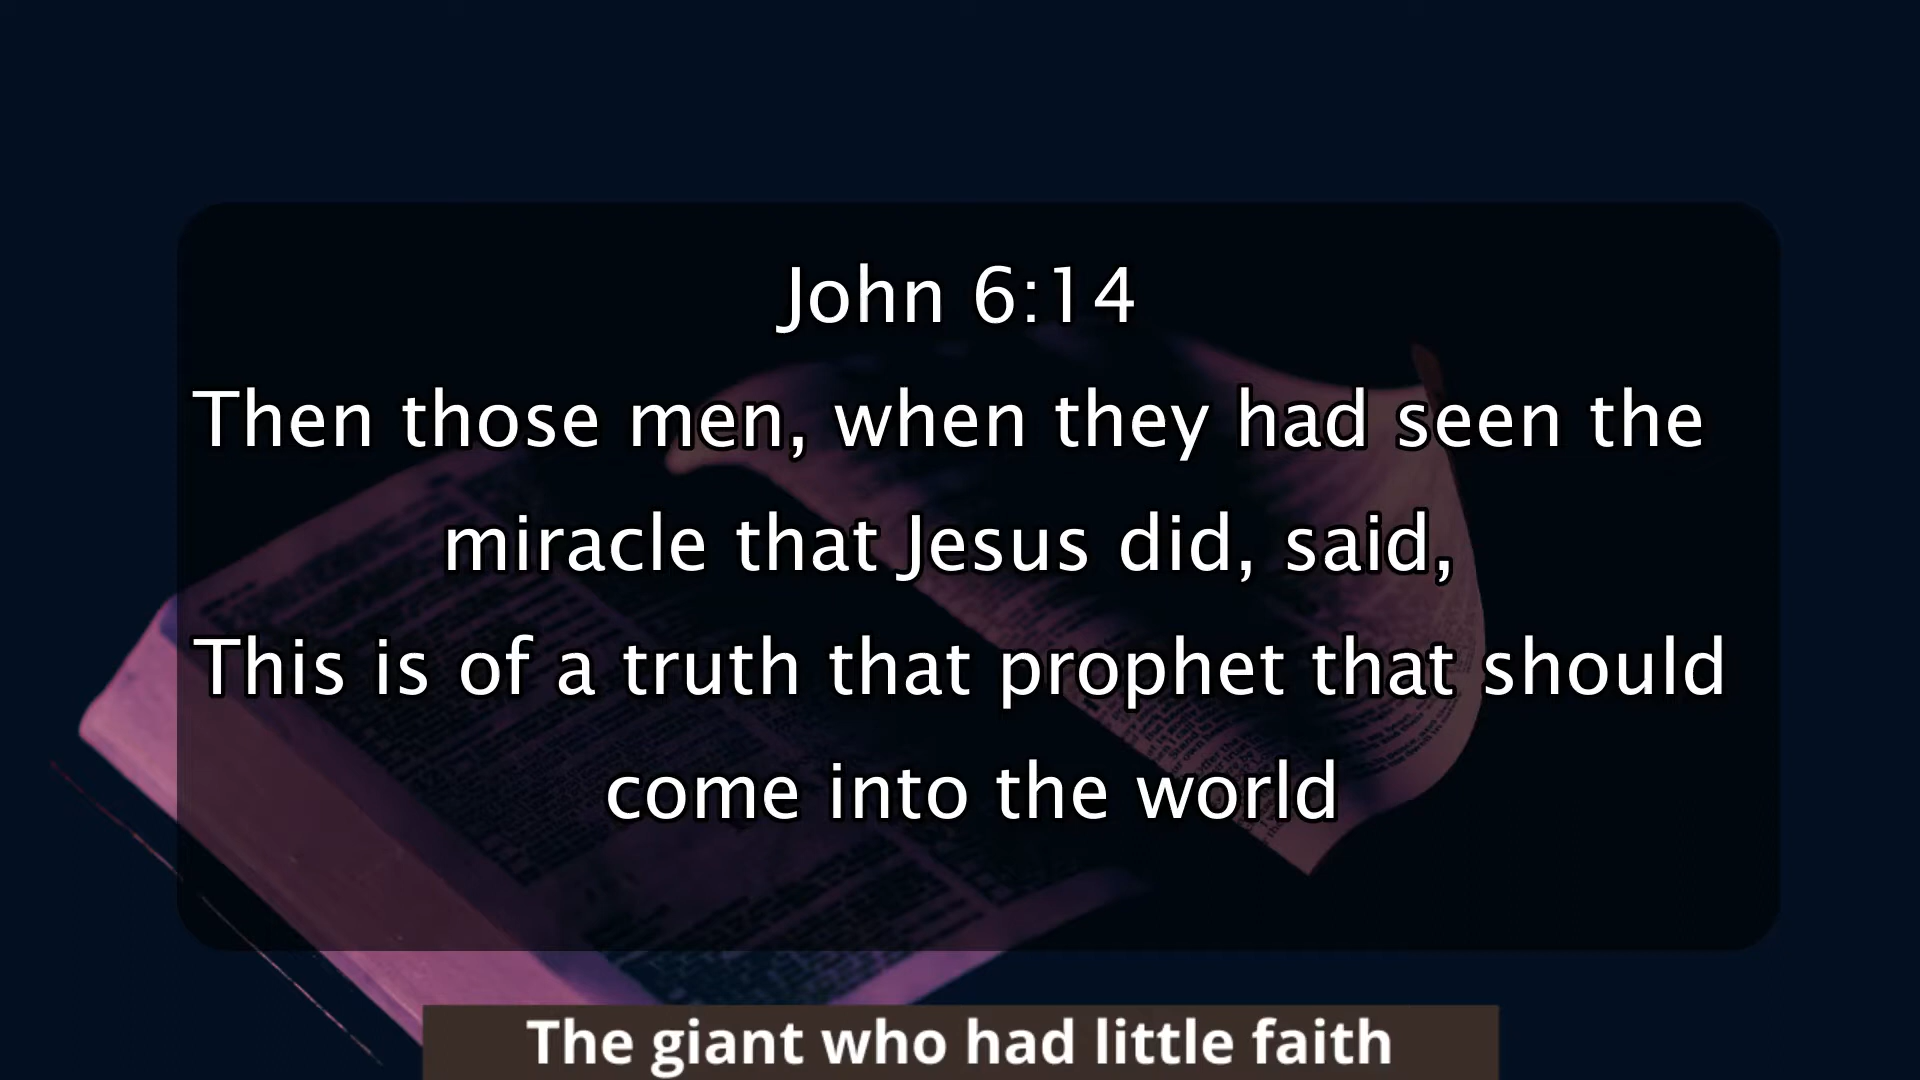 John 6:14
Then those men, when they had seen the
miracle that Jesus did, said,
This is of a truth that prophet that should
come into the world
The giant who had little faith